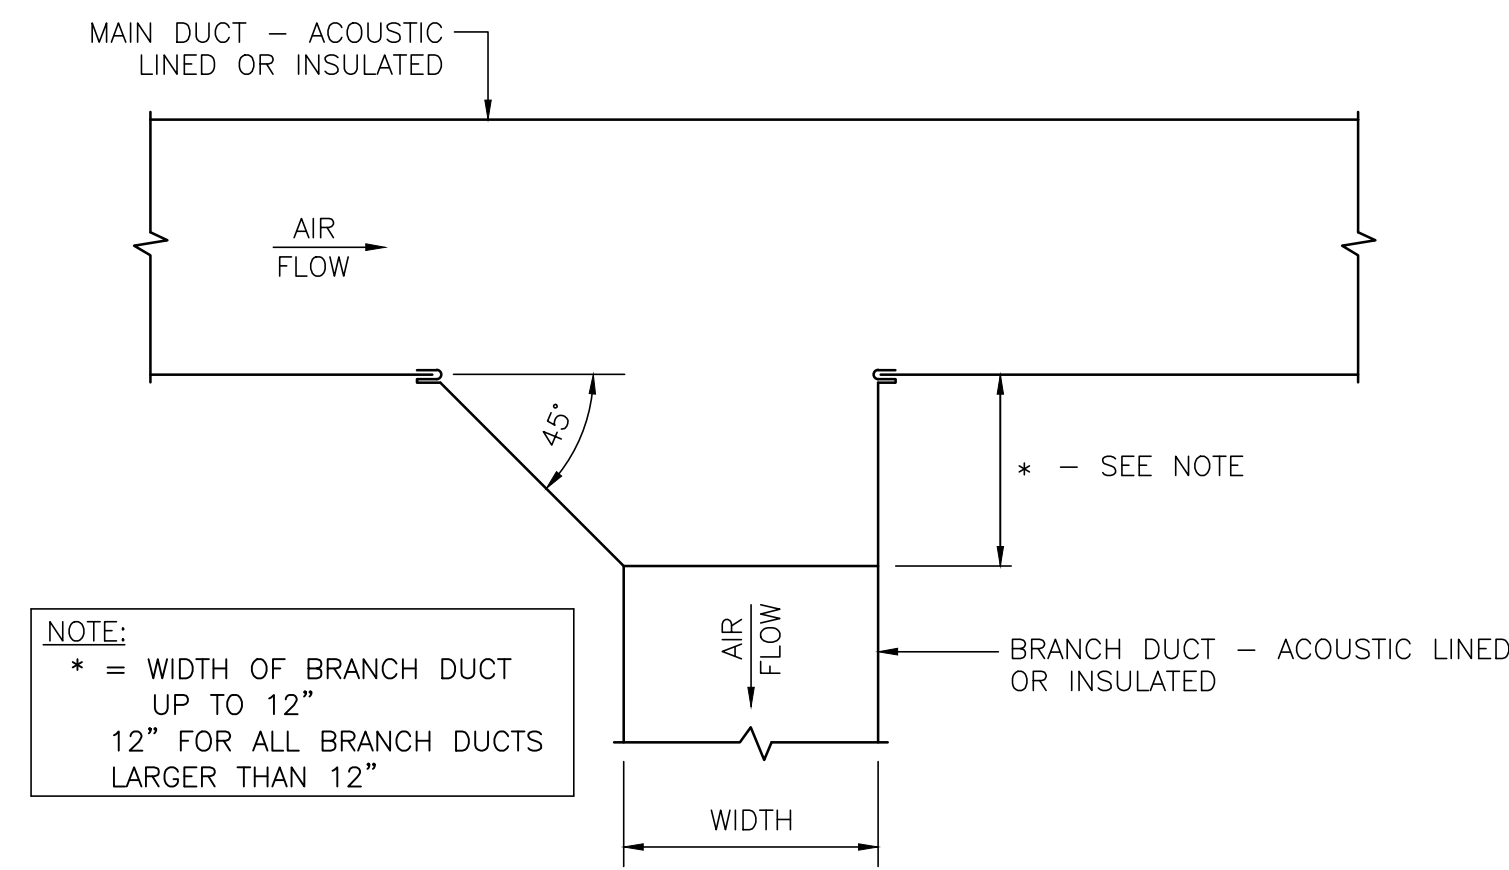 MAIN DUCT – ACOUSTIC
LINED OR INSULATED
AIR
FLOW
45°
* – SEE NOTE
AIR
FLOW
BRANCH DUCT – ACOUSTIC LINED
OR INSULATED
NOTE:
* = WIDTH OF BRANCH DUCT
UP TO 12”
12” FOR ALL BRANCH DUCTS
LARGER THAN 12”
WIDTH